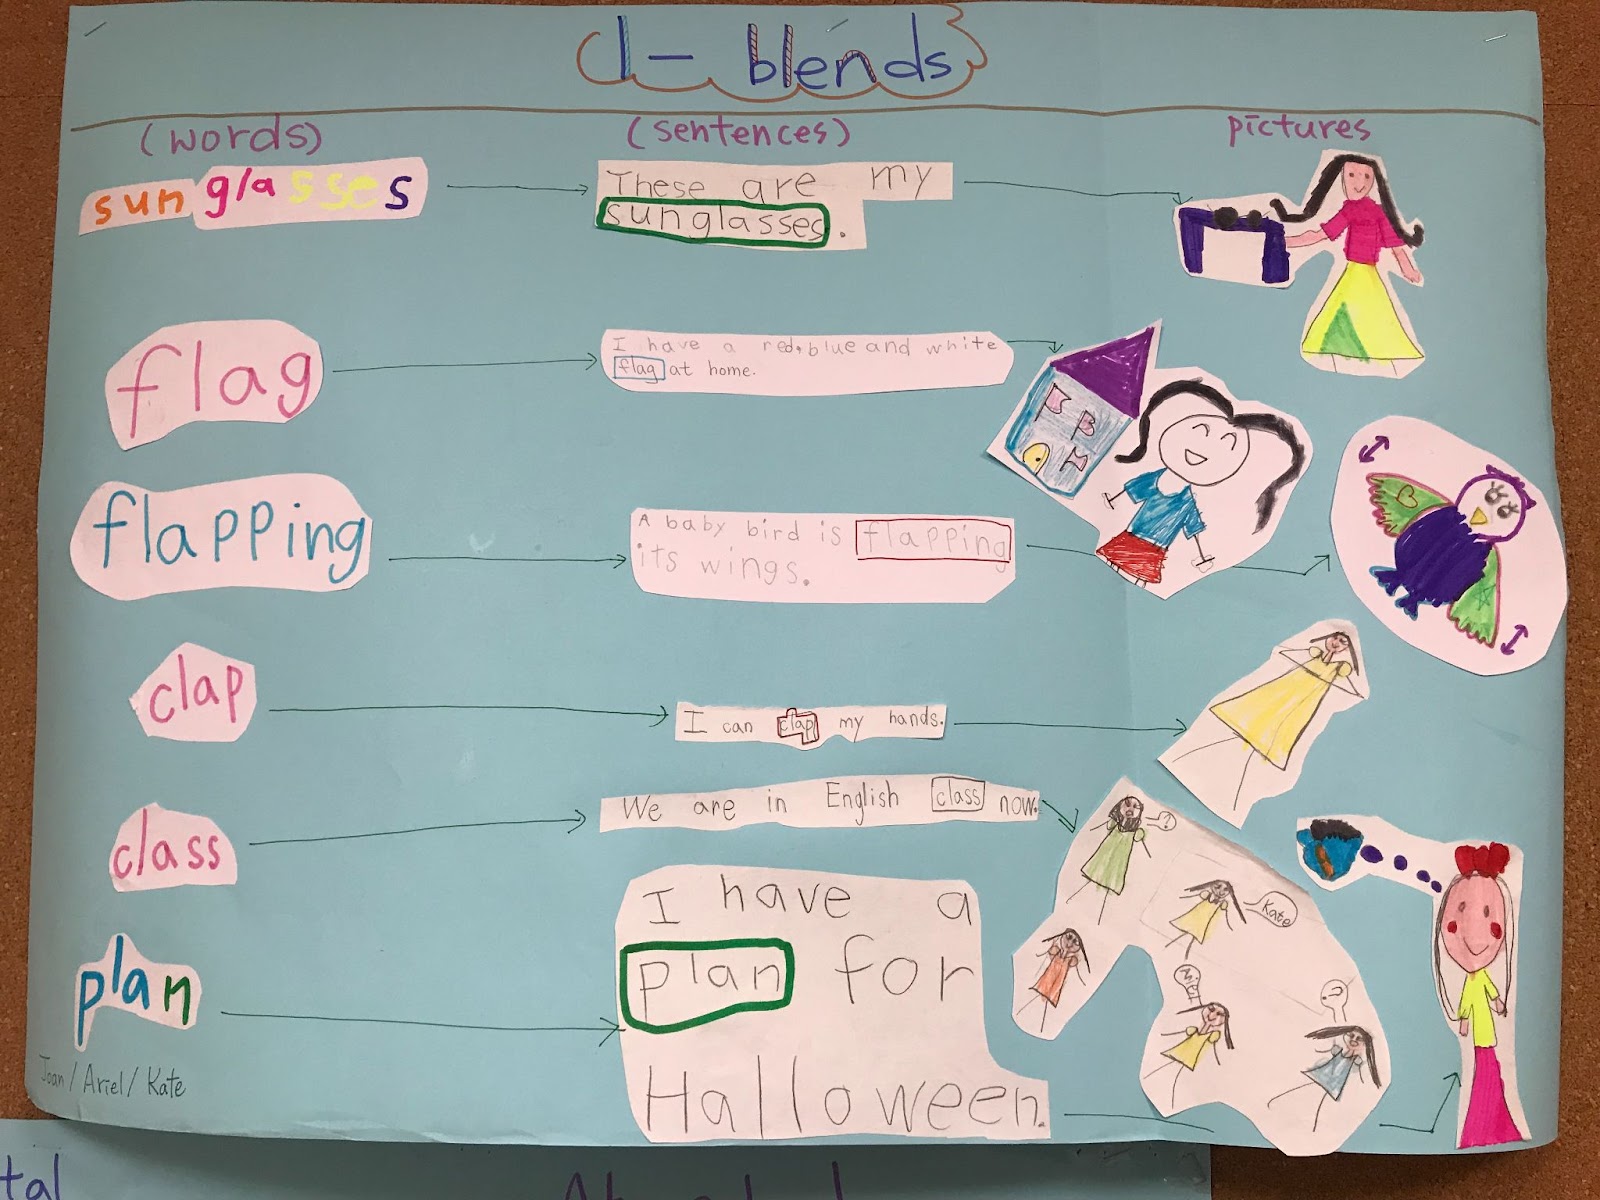 l - blends
(words)
(sentences)
pictures
sunglasses
These are my
sunglasses.
flag
I have a red, blue and white
flag at home.
flapping
A baby bird is flapping
its wings.
clap
I can clap my hands.
class
We are in English class now.
?
Kate
plan
I have a
plan for
Halloween.
Joan / Ariel / Kate
tal